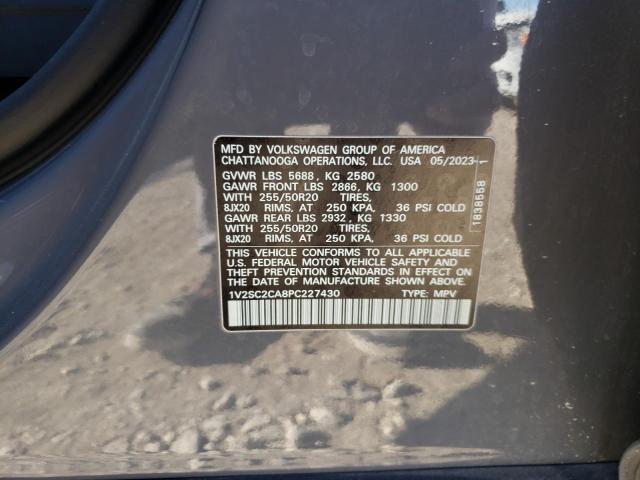 MFD BY VOLKSWAGEN GROUP OF AMERICA
CHATTANOOGA OPERATIONS, LLC. USA 05/2023
GVWR LBS 5688, KG 2580
GAWR FRONT LBS 2866, KG 1300
WITH 255/50R20 TIRES,
8JX20 RIMS, AT 250 KPA, 36 PSI COLD
GAWR REAR LBS 2932, KG 1330
WITH 255/50R20 TIRES,
8JX20 RIMS, AT 250 KPA, 36 PSI COLD
THIS VEHICLE CONFORMS TO ALL APPLICABLE
U.S. FEDERAL MOTOR VEHICLE SAFETY AND
THEFT PREVENTION STANDARDS IN EFFECT ON
THE DATE OF MANUFACTURE SHOWN ABOVE.
1V2SC2CA8PC227430 TYPE: MPV
1838558